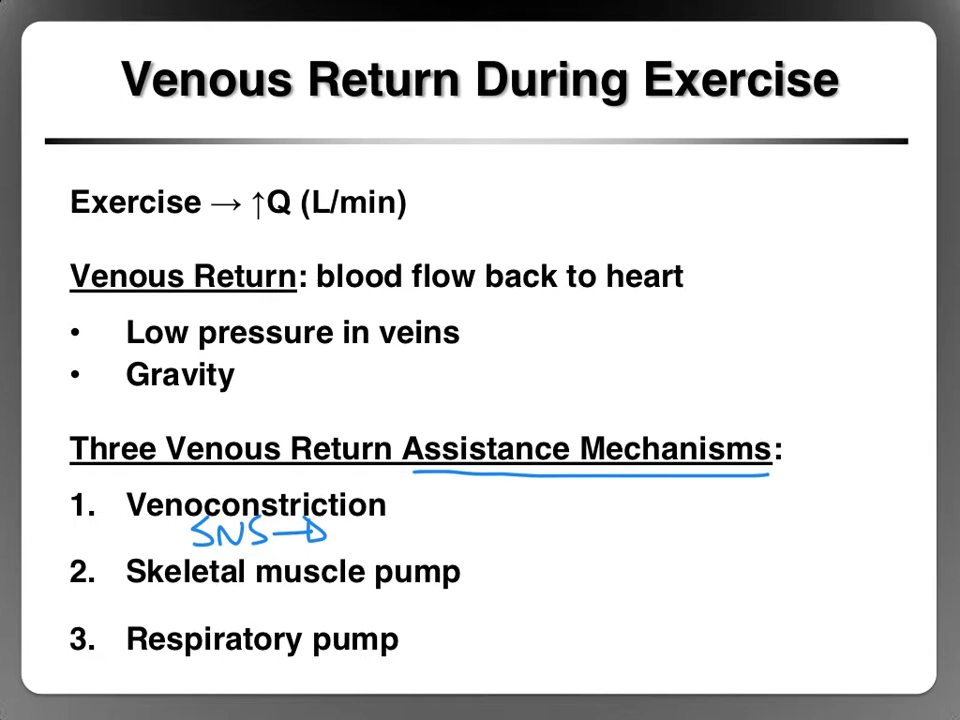 Venous Return During Exercise
Exercise → ↑Q (L/min)
Venous Return: blood flow back to heart
• Low pressure in veins
• Gravity
Three Venous Return Assistance Mechanisms:
1. Venoconstriction
SNS →
2. Skeletal muscle pump
3. Respiratory pump